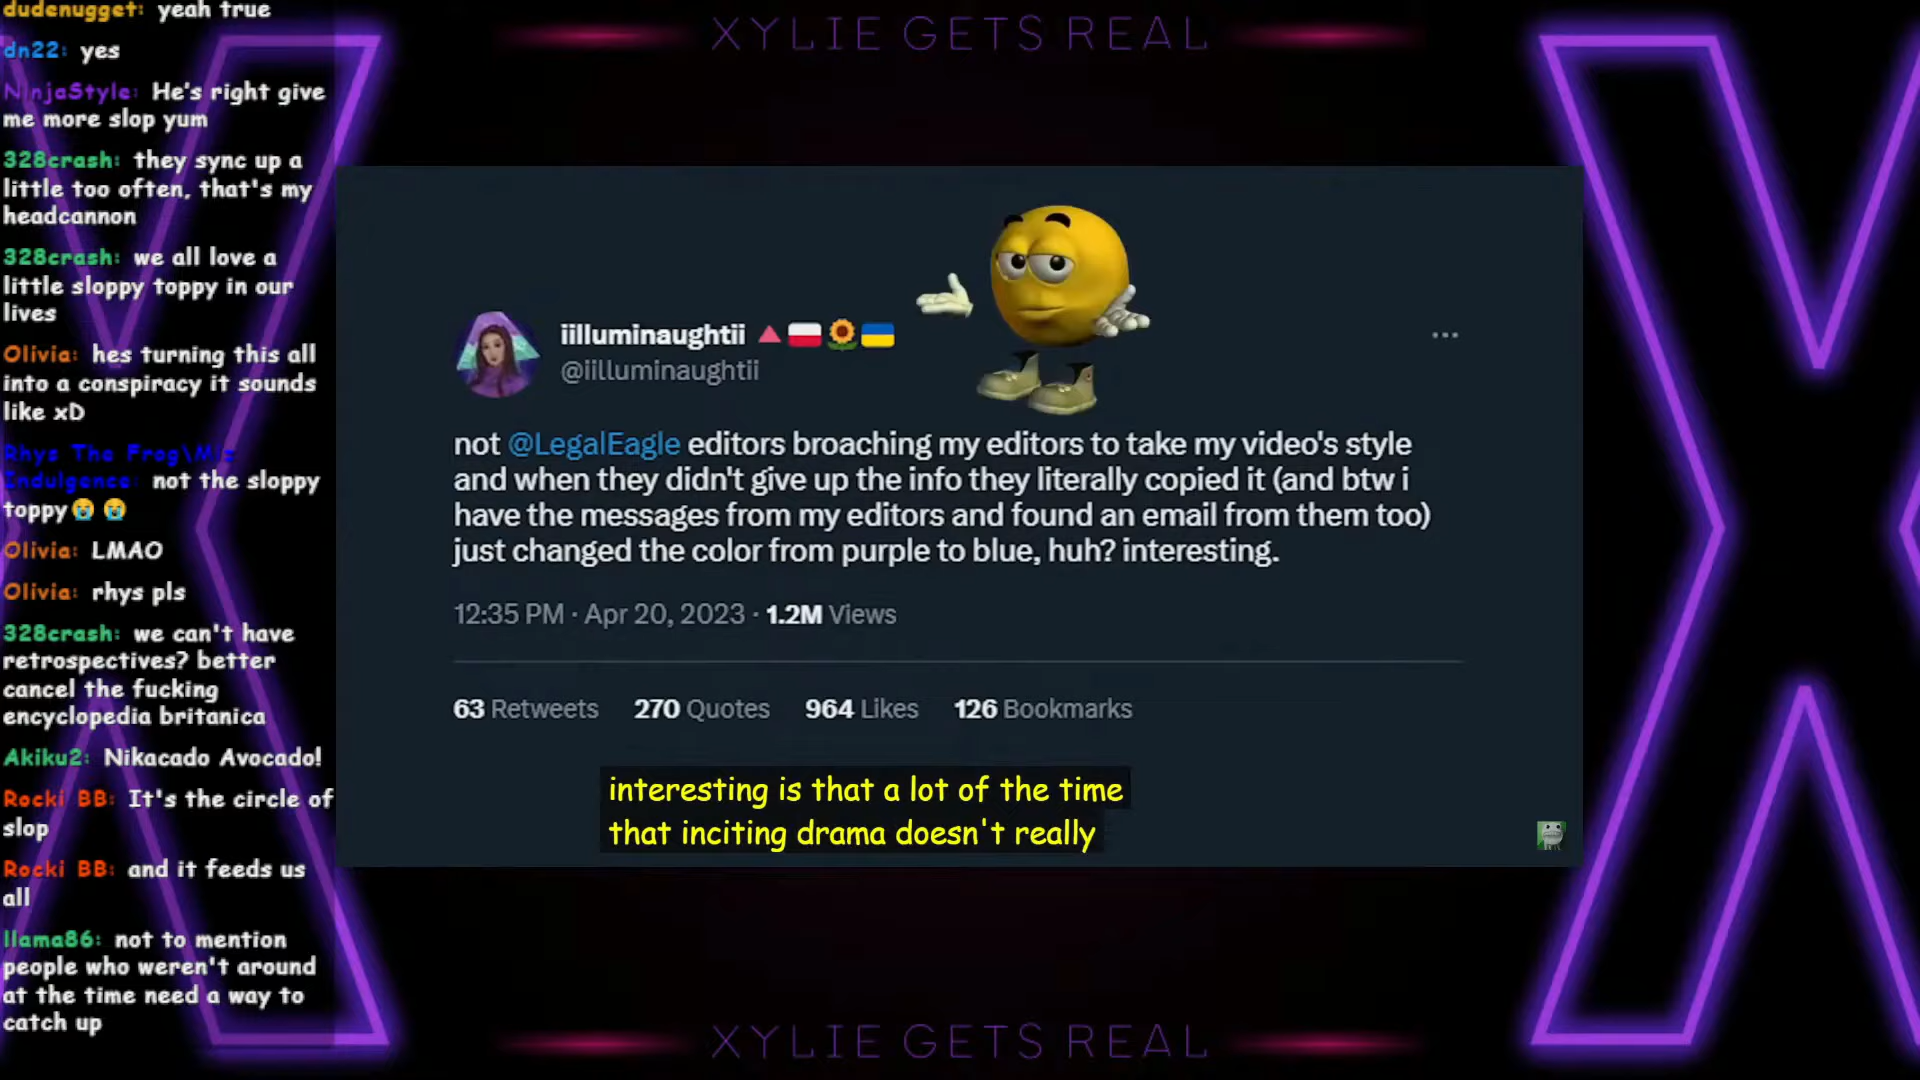 XYLIE GETS REAL
dudenugget: yeah true
dn22: yes
NinjaStyle: He's right give
me more slop yum
328crash: they sync up a
little too often, that's my
headcannon
328crash: we all love a
little sloppy toppy in our
lives
Olivia: hes turning this all
into a conspiracy it sounds
like xD
Rhys The Frog\Mlz
Indulgence: not the sloppy
toppy😭 😭
Olivia: LMAO
Olivia: rhys pls
328crash: we can't have
retrospectives? better
cancel the fucking
encyclopedia britanica
Akiku2: Nikacado Avocado!
Rocki BB: It's the circle of
slop
Rocki BB: and it feeds us
all
llama86: not to mention
people who weren't around
at the time need a way to
catch up
iilluminaughtii 🔺🇵🇱🌻🇺🇦
@iilluminaughtii
not @LegalEagle editors broaching my editors to take my video's style
and when they didn't give up the info they literally copied it (and btw i
have the messages from my editors and found an email from them too)
just changed the color from purple to blue, huh? interesting.
12:35 PM · Apr 20, 2023 · 1.2M Views
63 Retweets 270 Quotes 964 Likes 126 Bookmarks
interesting is that a lot of the time
that inciting drama doesn't really
XYLIE GETS REAL